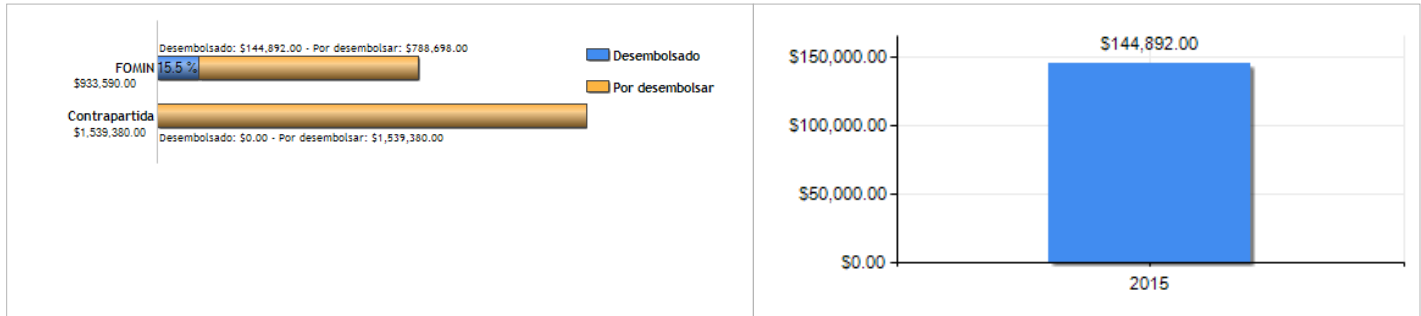 Desembolsado: $144,892.00 - Por desembolsar: $788,698.00
FOMIN 15.5 %
$933,590.00
Contrapartida
$1,539,380.00
Desembolsado: $0.00 - Por desembolsar: $1,539,380.00
Desembolsado
Por desembolsar
$144,892.00
$150,000.00
$100,000.00
$50,000.00
$0.00
2015